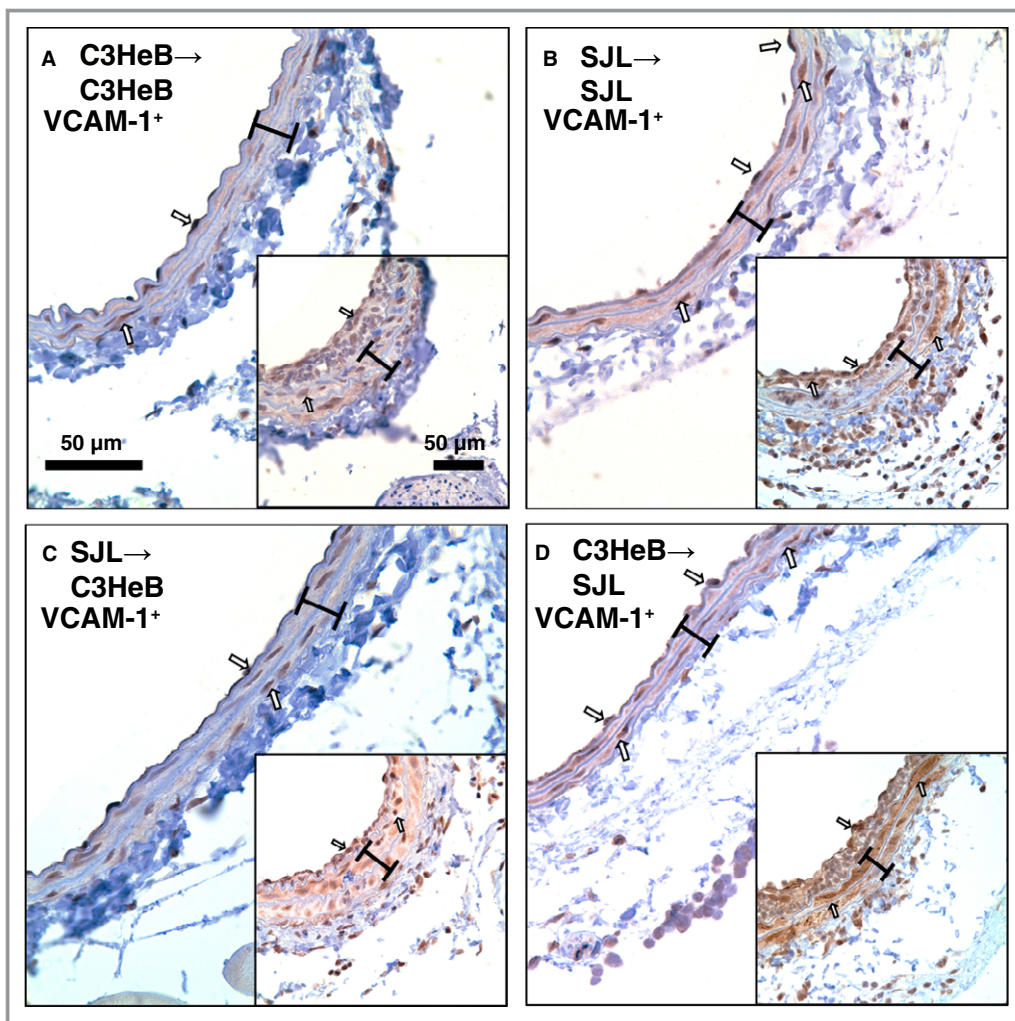 A C3HeB→
C3HeB
VCAM-1⁺
50 µm
50 µm
B SJL→
SJL
VCAM-1⁺
C SJL→
C3HeB
VCAM-1⁺
D C3HeB→
SJL
VCAM-1⁺